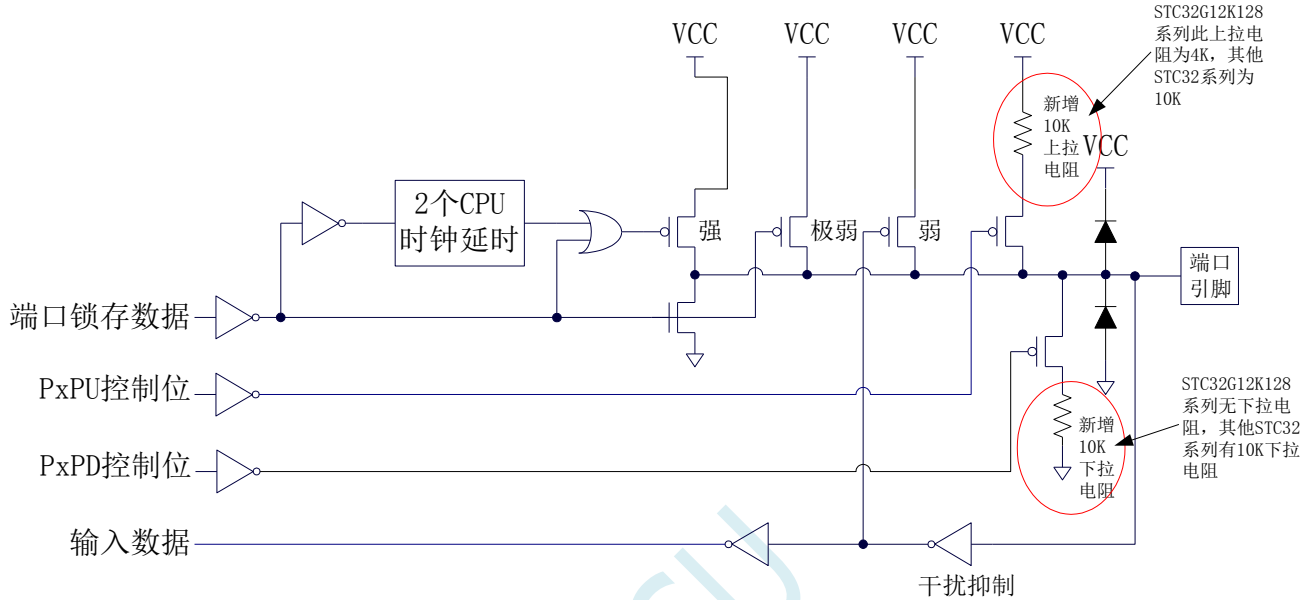 STC32G12K128
系列此上拉电
阻为4K，其他
STC32系列为
10K
VCC
VCC
VCC
VCC
新增
10K
上拉
电阻
VCC
2个CPU
时钟延时
强
极弱
弱
端口
引脚
端口锁存数据
PxPU控制位
STC32G12K128
系列无下拉电
阻，其他STC32
系列有10K下拉
电阻
新增
10K
下拉
电阻
PxPD控制位
输入数据
干扰抑制
CU